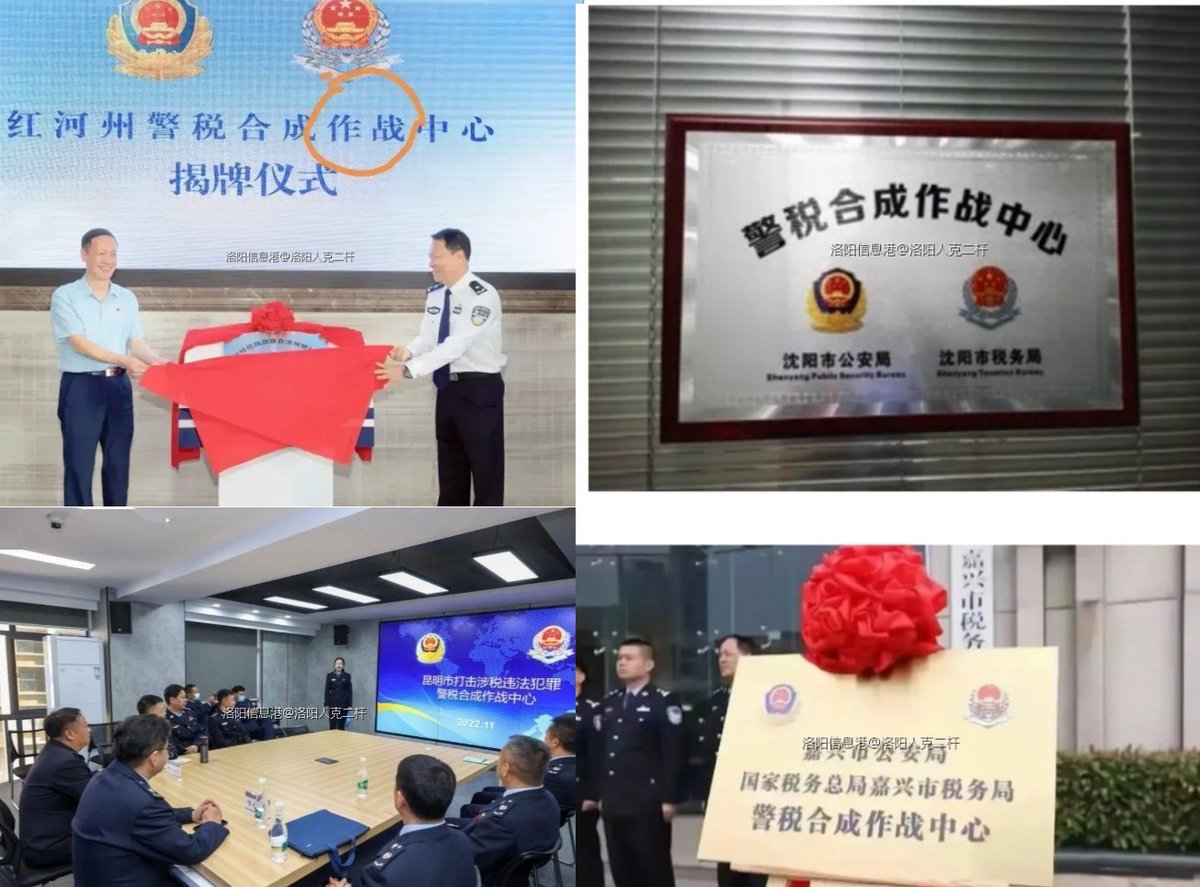 红河州警税合成作战中心
揭牌仪式
洛阳信息港@洛阳人克二杆
警税合成作战中心
洛阳信息港@洛阳人克二杆
沈阳市公安局
Shenyang Public Security Bureau
沈阳市税务局
Shenyang Taxation Bureau
昆明市打击涉税违法犯罪
警税合成作战中心
2022.11
洛阳信息港@洛阳人克二杆
嘉兴市税务
洛阳信息港@洛阳人克二杆
嘉兴市公安局
国家税务总局嘉兴市税务局
警税合成作战中心